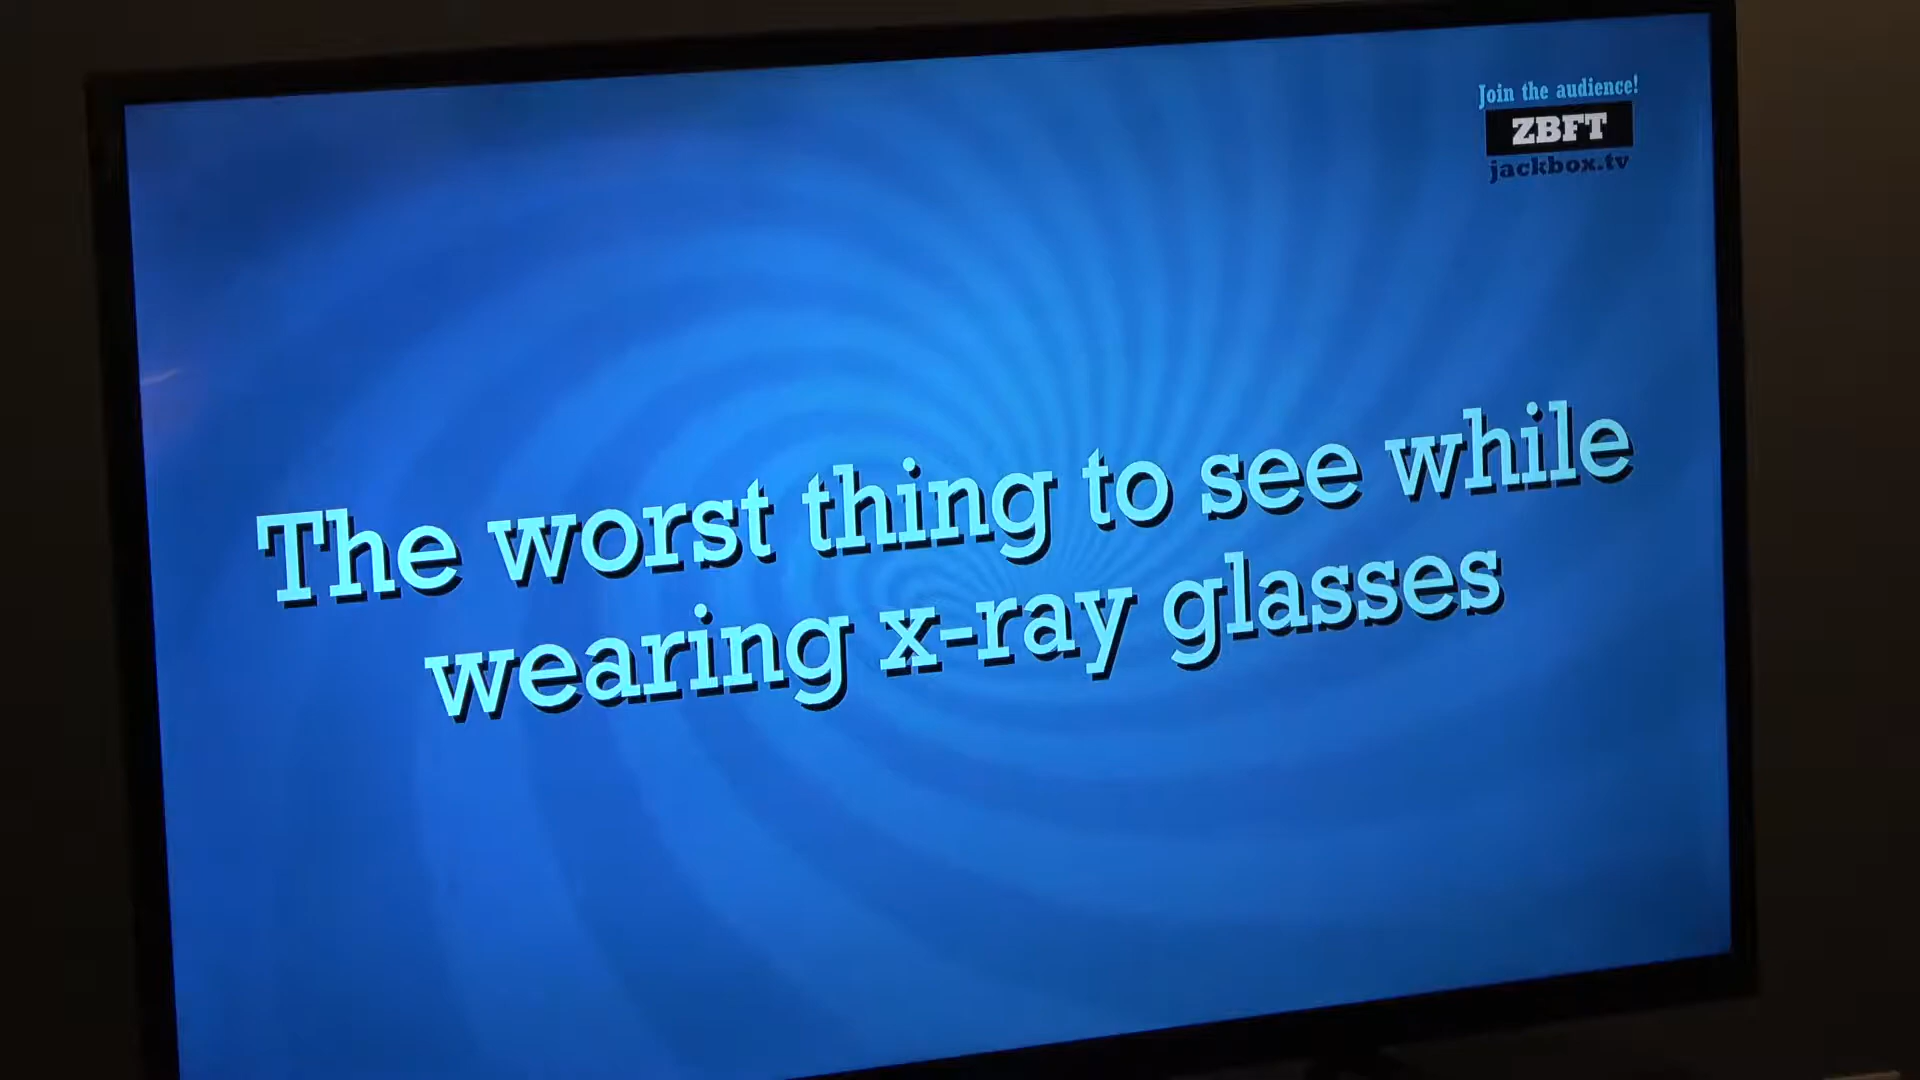 Join the audience!
ZBFT
jackbox.tv
The worst thing to see while
wearing x-ray glasses